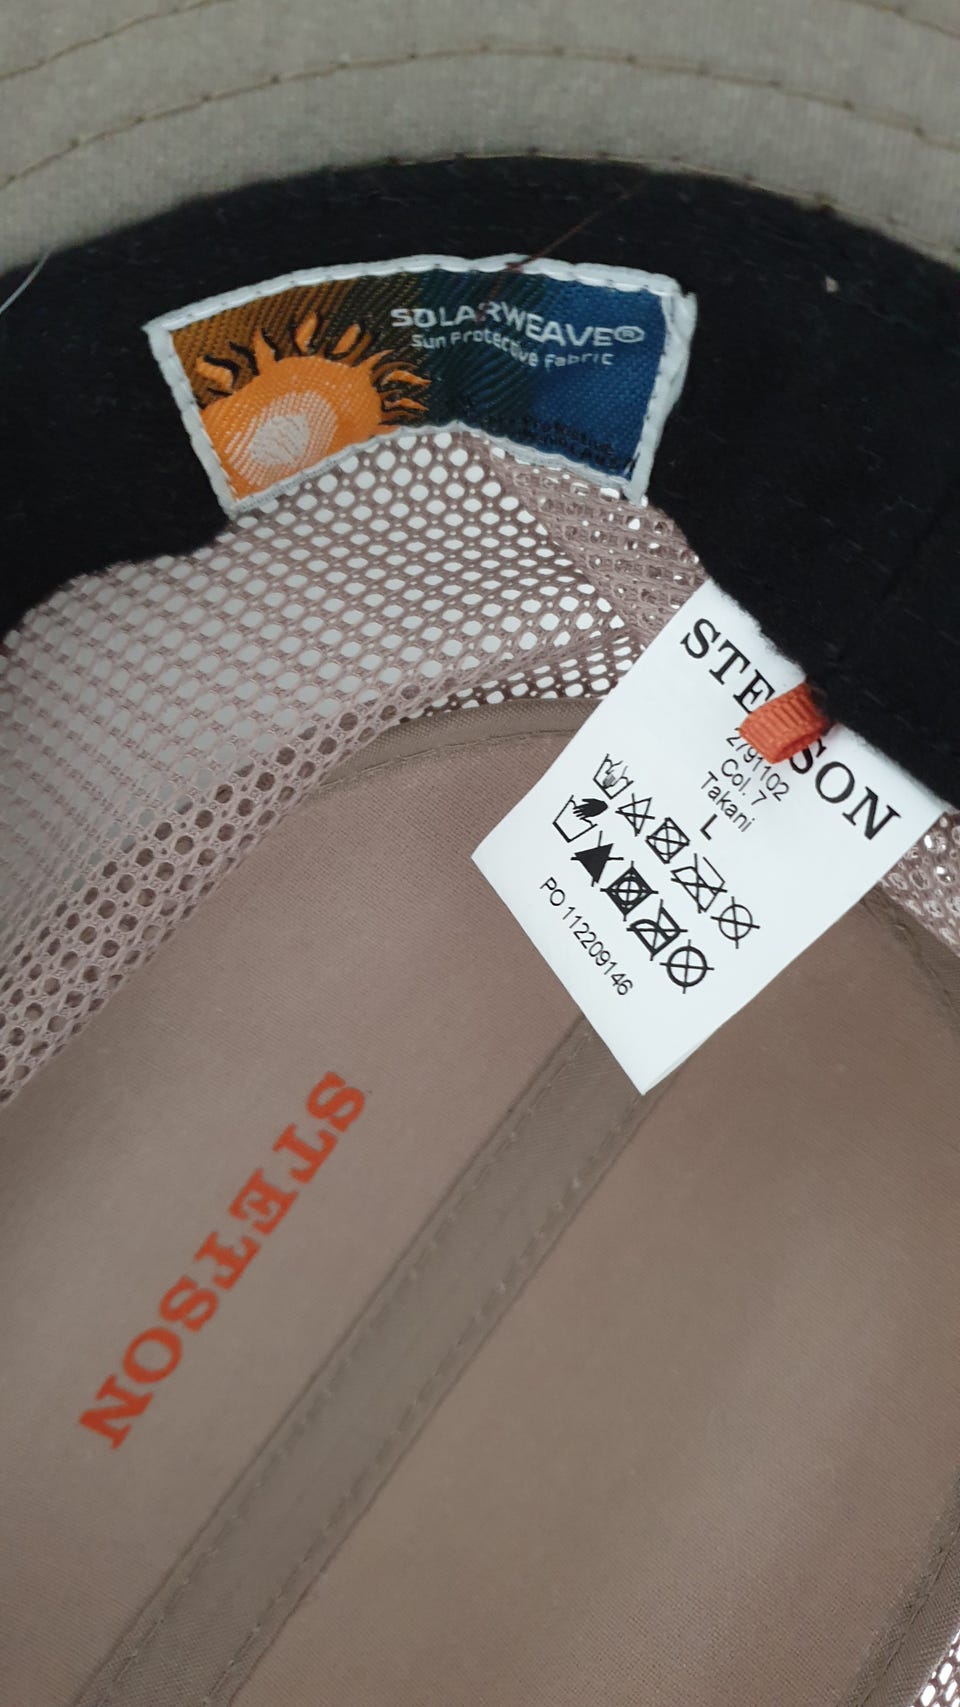 SOLARWEAVE®
Sun Protective Fabric
STETSON
2791102
Col. 7
Takani
L
PO 112209146
STETSON